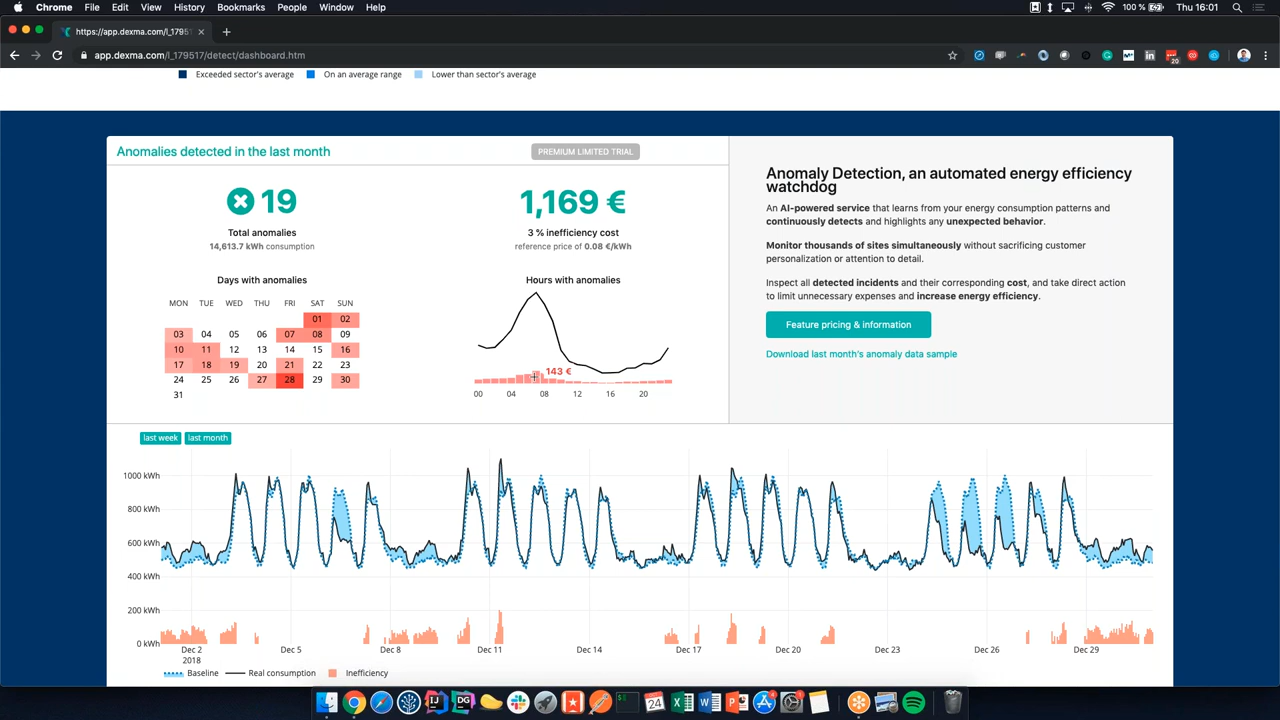 Chrome File Edit View History Bookmarks People Window Help 100 % Thu 16:01
https://app.dexma.com/l_1795
app.dexma.com/l_179517/detect/dashboard.htm
20
Exceeded sector's average On an average range Lower than sector's average
Anomalies detected in the last month
PREMIUM LIMITED TRIAL
19
Total anomalies
14,613.7 kWh consumption
1,169 €
3 % inefficiency cost
reference price of 0.08 €/kWh
Days with anomalies
MON TUE WED THU FRI SAT SUN
01 02
03 04 05 06 07 08 09
10 11 12 13 14 15 16
17 18 19 20 21 22 23
24 25 26 27 28 29 30
31
Hours with anomalies
143 €
00 04 08 12 16 20
Anomaly Detection, an automated energy efficiency
watchdog
An AI-powered service that learns from your energy consumption patterns and
continuously detects and highlights any unexpected behavior.
Monitor thousands of sites simultaneously without sacrificing customer
personalization or attention to detail.
Inspect all detected incidents and their corresponding cost, and take direct action
to limit unnecessary expenses and increase energy efficiency.
Feature pricing & information
Download last month's anomaly data sample
last week last month
1000 kWh
800 kWh
600 kWh
400 kWh
200 kWh
0 kWh
Dec 2 Dec 5 Dec 8 Dec 11 Dec 14 Dec 17 Dec 20 Dec 23 Dec 26 Dec 29
2018
Baseline Real consumption Inefficiency
IJ DG 24